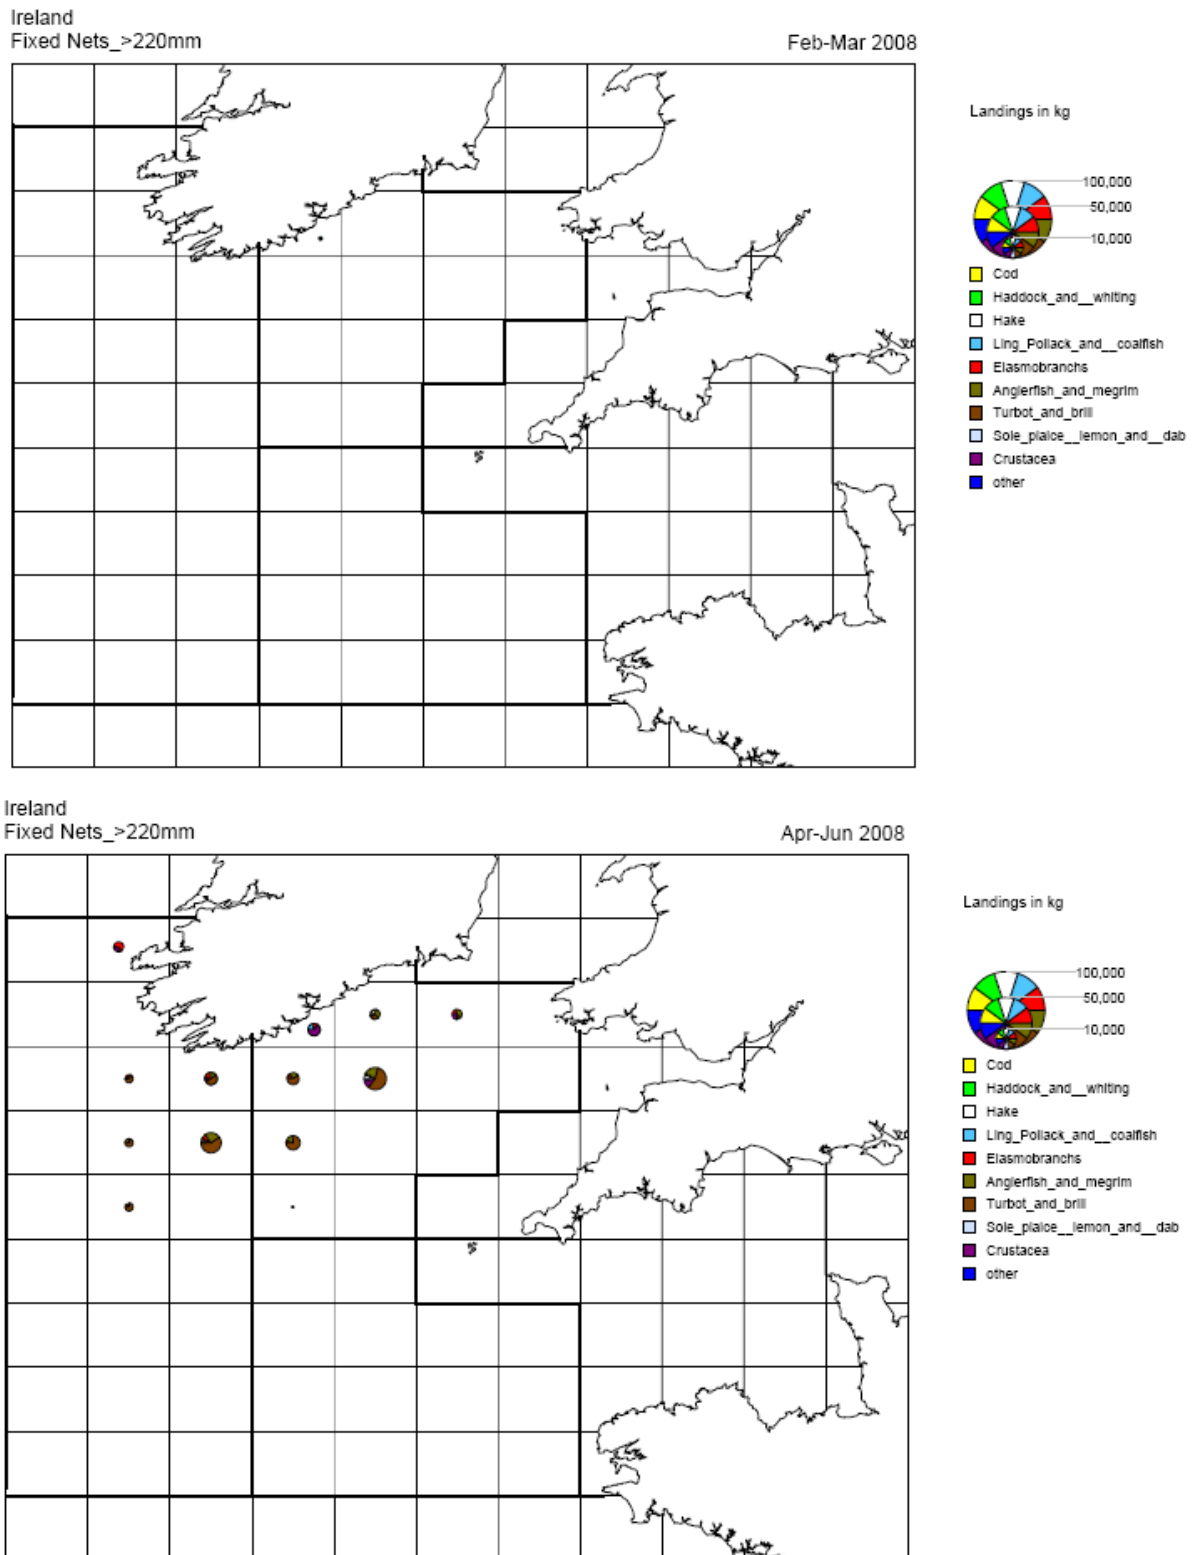 Ireland
Fixed Nets_>220mm
Feb-Mar 2008
Landings in kg
100,000
50,000
10,000
Cod
Haddock_and__whiting
Hake
Ling_Pollack_and__coalfish
Elasmobranchs
Anglerfish_and_megrim
Turbot_and_brill
Sole_plaice__lemon_and__dab
Crustacea
other
Ireland
Fixed Nets_>220mm
Apr-Jun 2008
Landings in kg
100,000
50,000
10,000
Cod
Haddock_and__whiting
Hake
Ling_Pollack_and__coalfish
Elasmobranchs
Anglerfish_and_megrim
Turbot_and_brill
Sole_plaice__lemon_and__dab
Crustacea
other